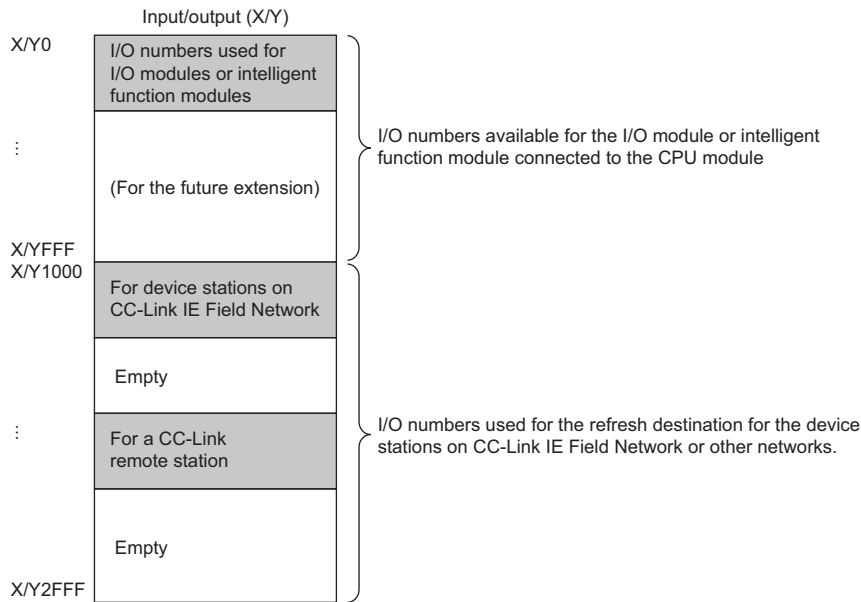 Input/output (X/Y)
X/Y0
I/O numbers used for
I/O modules or intelligent
function modules
⋮
(For the future extension)
I/O numbers available for the I/O module or intelligent
function module connected to the CPU module
X/YFFF
X/Y1000
For device stations on
CC-Link IE Field Network
Empty
⋮
For a CC-Link
remote station
I/O numbers used for the refresh destination for the device
stations on CC-Link IE Field Network or other networks.
Empty
X/Y2FFF